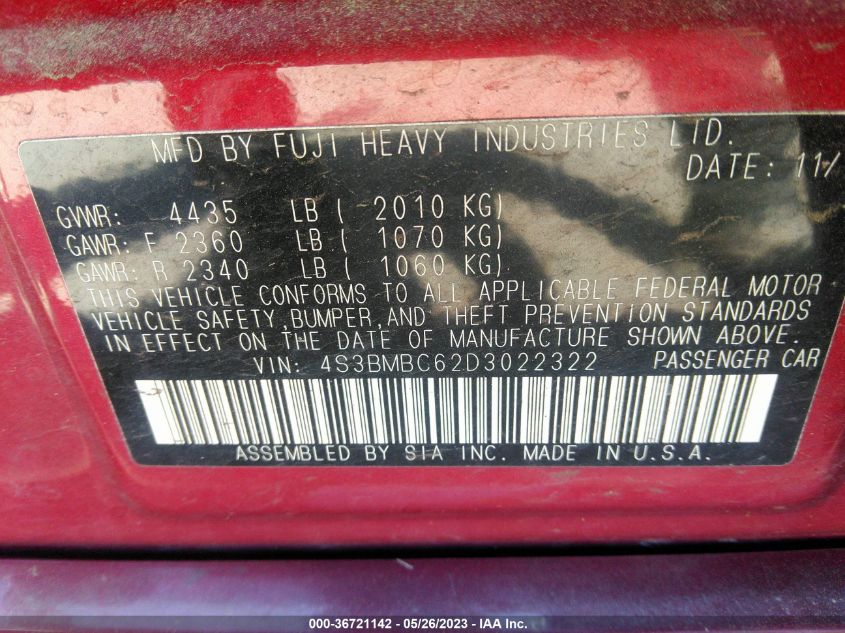 MFD BY FUJI HEAVY INDUSTRIES LTD.
DATE: 11/
GVWR: 4435 LB ( 2010 KG)
GAWR: F 2360 LB ( 1070 KG)
GAWR: R 2340 LB ( 1060 KG)
THIS VEHICLE CONFORMS TO ALL APPLICABLE FEDERAL MOTOR
VEHICLE SAFETY,BUMPER,AND THEFT PREVENTION STANDARDS
IN EFFECT ON THE DATE OF MANUFACTURE SHOWN ABOVE.
VIN: 4S3BMBC62D3022322 PASSENGER CAR
ASSEMBLED BY SIA INC. MADE IN U.S.A.
000-36721142 - 05/26/2023 - IAA Inc.